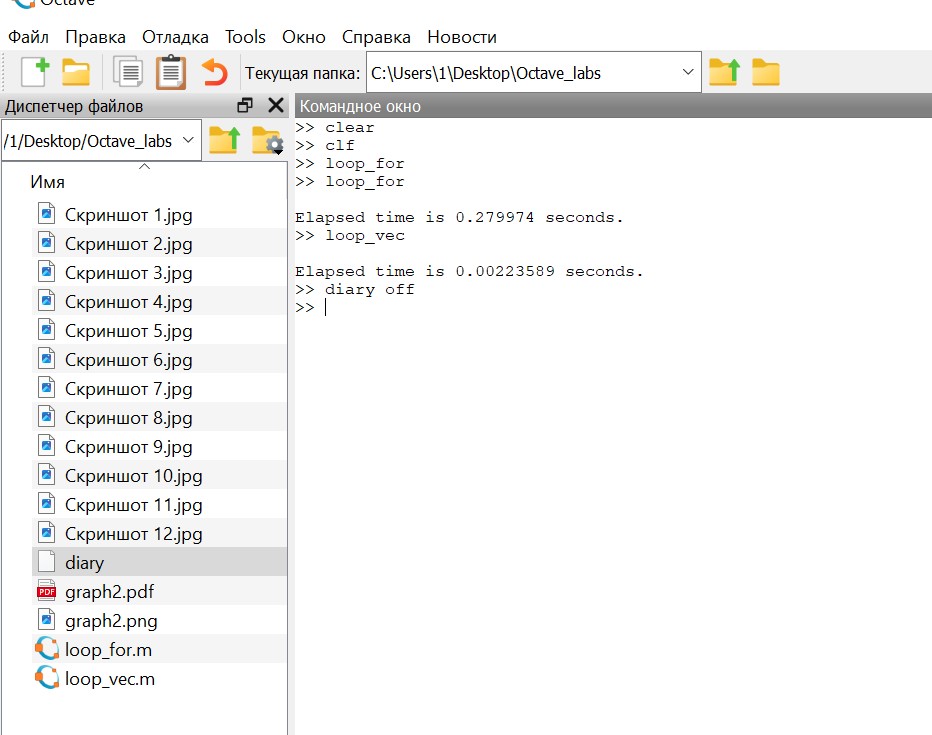 Octave
Файл Правка Отладка Tools Окно Справка Новости
Текущая папка: C:\Users\1\Desktop\Octave_labs
Диспетчер файлов
/1/Desktop/Octave_labs
Имя
Скриншот 1.jpg
Скриншот 2.jpg
Скриншот 3.jpg
Скриншот 4.jpg
Скриншот 5.jpg
Скриншот 6.jpg
Скриншот 7.jpg
Скриншот 8.jpg
Скриншот 9.jpg
Скриншот 10.jpg
Скриншот 11.jpg
Скриншот 12.jpg
diary
PDF graph2.pdf
graph2.png
loop_for.m
loop_vec.m
Командное окно
>> clear
>> clf
>> loop_for
>> loop_for
Elapsed time is 0.279974 seconds.
>> loop_vec
Elapsed time is 0.00223589 seconds.
>> diary off
>>